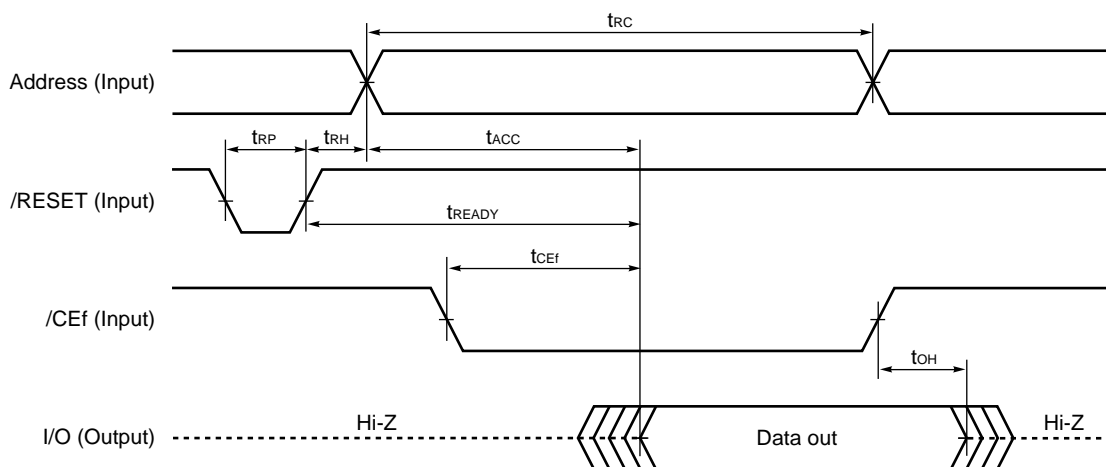 tRC
Address (Input)
tRP
tRH
tACC
/RESET (Input)
tREADY
tCEf
/CEf (Input)
tOH
I/O (Output)
Hi-Z
Data out
Hi-Z